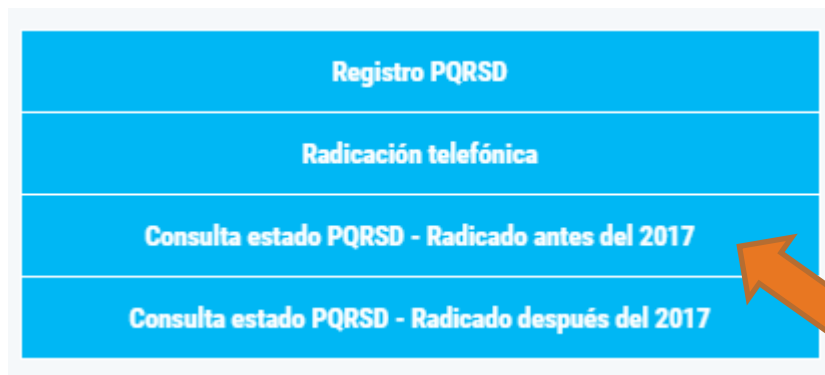 Registro PQRSD
Radicación telefónica
Consulta estado PQRSD - Radicado antes del 2017
Consulta estado PQRSD - Radicado después del 2017